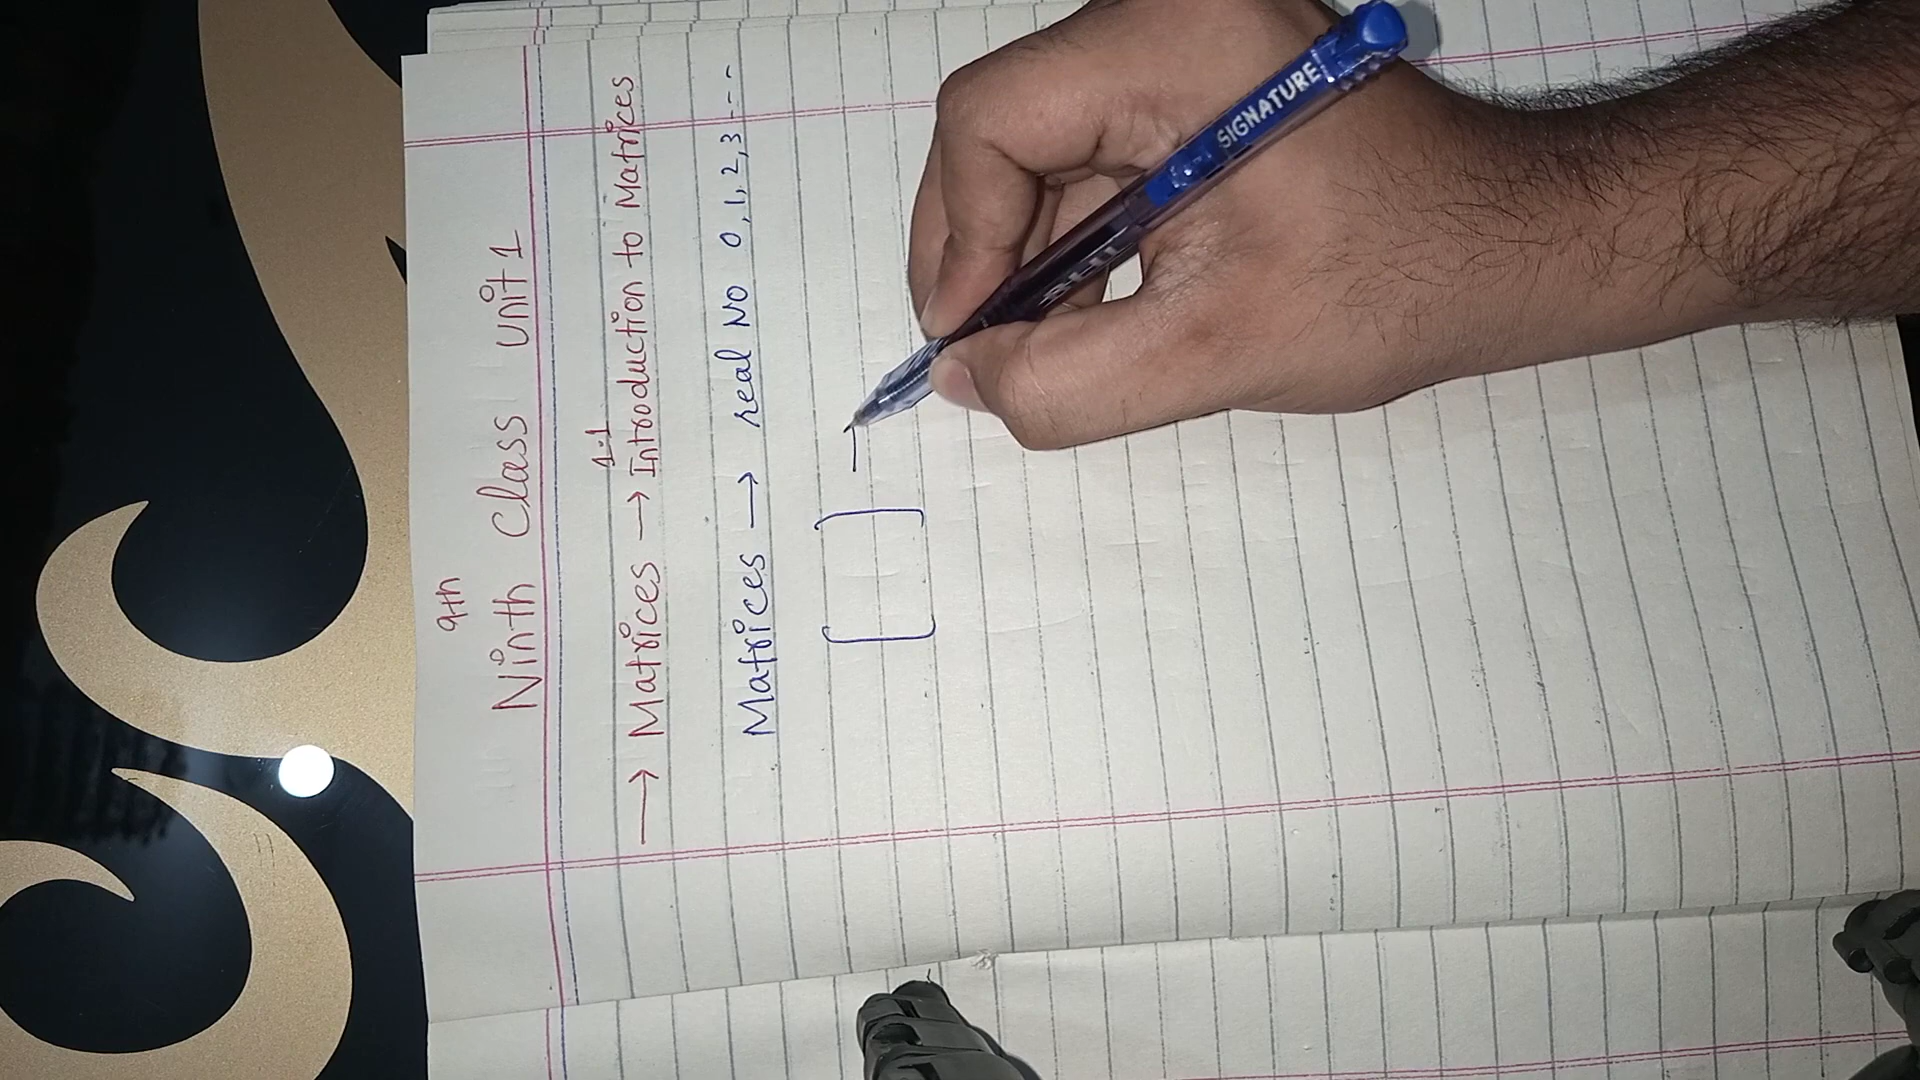 9th
Ninth Class Unit 1
1.1
→ Matrices → Introduction to Matrices
Matrices → real No 0, 1, 2, 3 - - -
[ ]
SIGNATURE